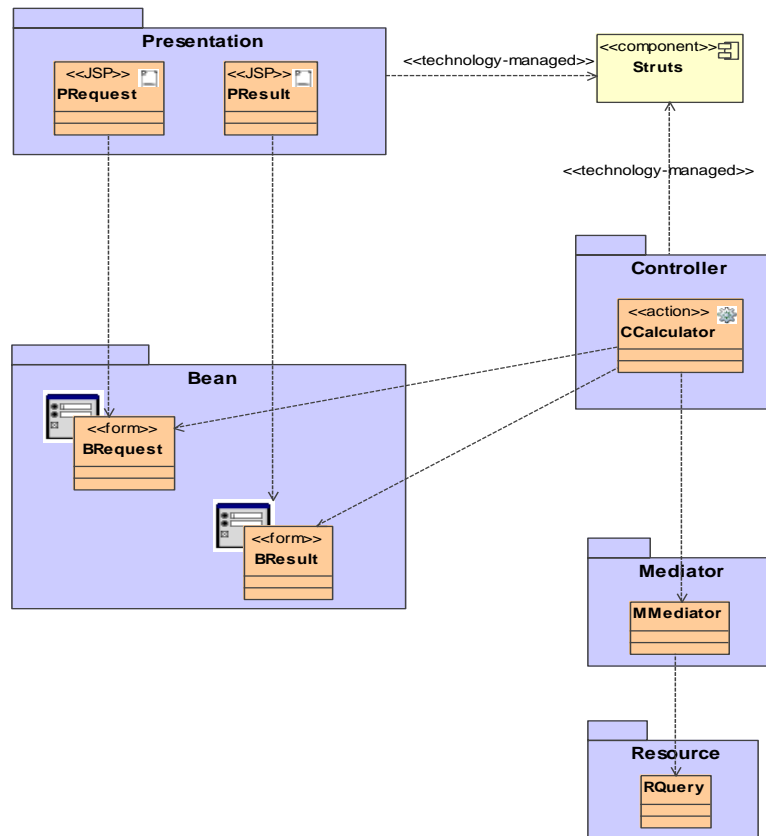 Presentation
<<JSP>>
PRequest
<<JSP>>
PResult
<<technology-managed>>
<<component>>
Struts
<<technology-managed>>
Controller
<<action>>
CCalculator
Bean
<<form>>
BRequest
<<form>>
BResult
Mediator
MMediator
Resource
RQuery